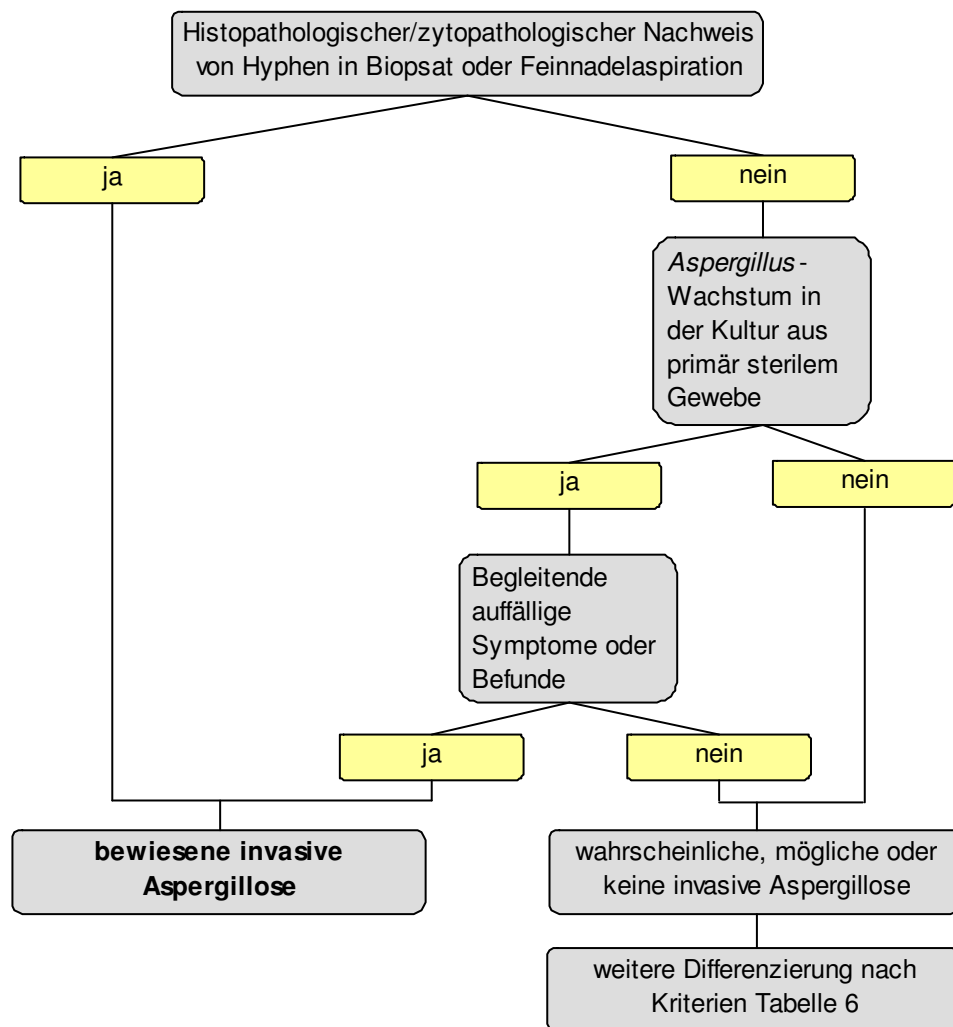 Histopathologischer/zytopathologischer Nachweis
von Hyphen in Biopsat oder Feinnadelaspiration
ja
nein
Aspergillus-
Wachstum in
der Kultur aus
primär sterilem
Gewebe
ja
nein
Begleitende
auffällige
Symptome oder
Befunde
ja
nein
bewiesene invasive
Aspergillose
wahrscheinliche, mögliche oder
keine invasive Aspergillose
weitere Differenzierung nach
Kriterien Tabelle 6